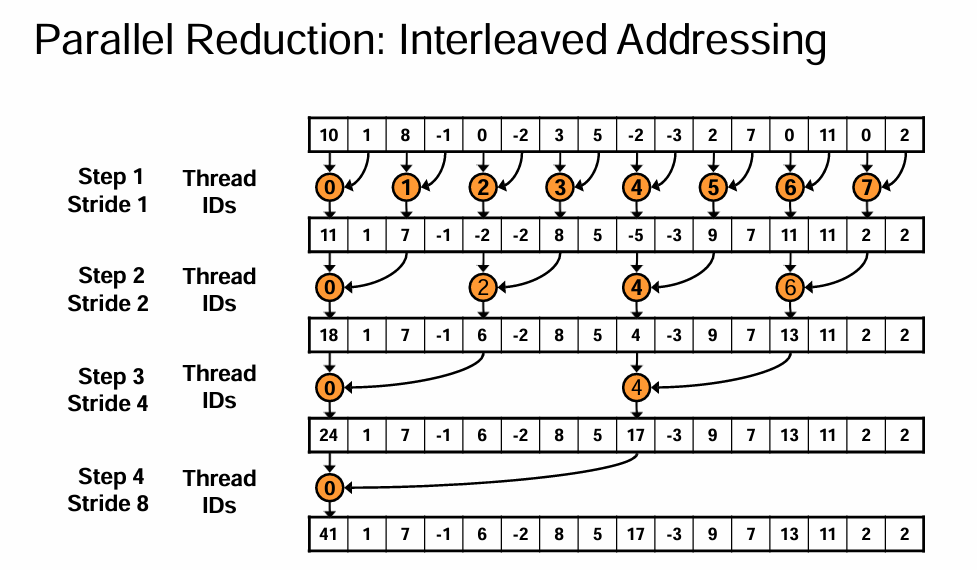 Parallel Reduction: Interleaved Addressing
10 1 8 -1 0 -2 3 5 -2 -3 2 7 0 11 0 2
Step 1 Thread
Stride 1 IDs
0 1 2 3 4 5 6 7
11 1 7 -1 -2 -2 8 5 -5 -3 9 7 11 11 2 2
Step 2 Thread
Stride 2 IDs
0 2 4 6
18 1 7 -1 6 -2 8 5 4 -3 9 7 13 11 2 2
Step 3 Thread
Stride 4 IDs
0 4
24 1 7 -1 6 -2 8 5 17 -3 9 7 13 11 2 2
Step 4 Thread
Stride 8 IDs
0
41 1 7 -1 6 -2 8 5 17 -3 9 7 13 11 2 2